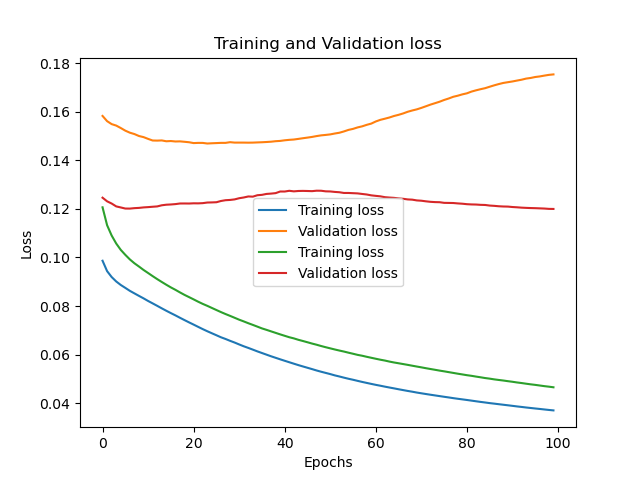 Training and Validation loss
0.18
0.16
0.14
0.12
0.10
0.08
0.06
0.04
Loss
Training loss
Validation loss
Training loss
Validation loss
0 20 40 60 80 100
Epochs